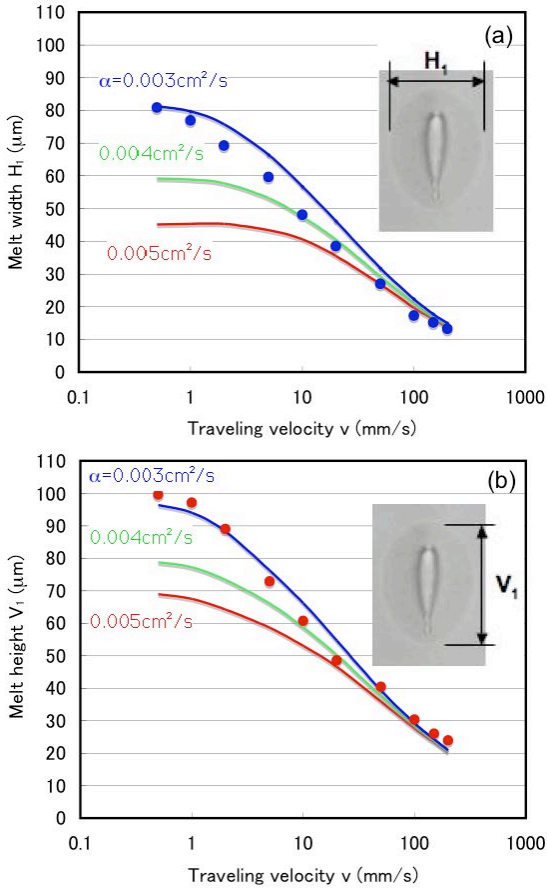 (a)
110
100
90
80
70
60
50
40
30
20
10
0
Melt width H₁ (μm)
α=0.003cm²/s
0.004cm²/s
0.005cm²/s
H₁
0.1 1 10 100 1000
Traveling velocity v (mm/s)
(b)
110
100
90
80
70
60
50
40
30
20
10
0
Melt height V₁ (μm)
α=0.003cm²/s
0.004cm²/s
0.005cm²/s
V₁
0.1 1 10 100 1000
Traveling velocity v (mm/s)